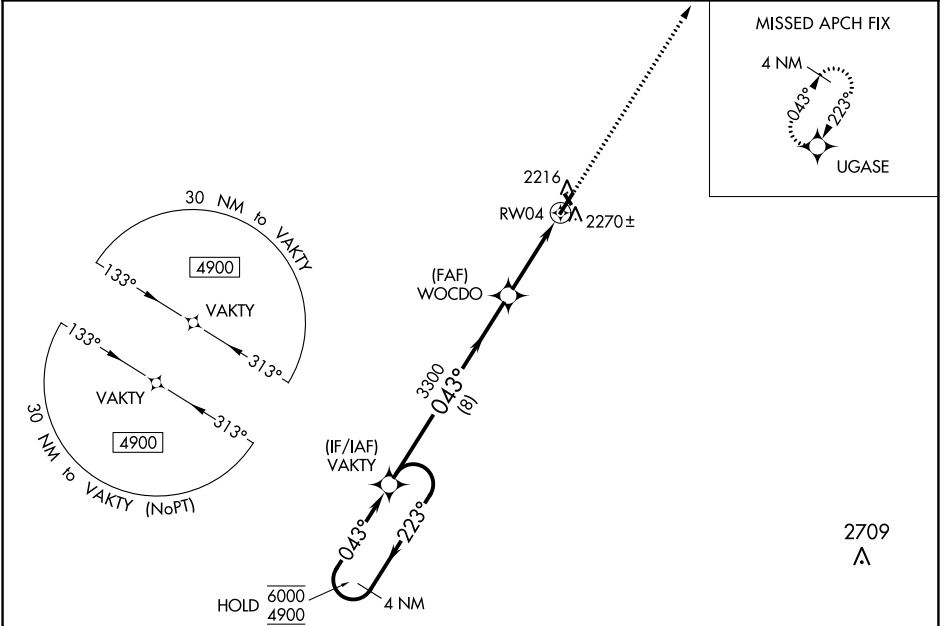 MISSED APCH FIX
4 NM
043°
223°
UGASE
2216
RW04
2270±
30 NM to VAKTY
4900
133°
VAKTY
313°
(FAF)
WOCDO
133°
VAKTY
313°
4900
30 NM to VAKTY (NoPT)
3300
043°
(8)
(IF/IAF)
VAKTY
043°
223°
HOLD
6000
4900
4 NM
2709